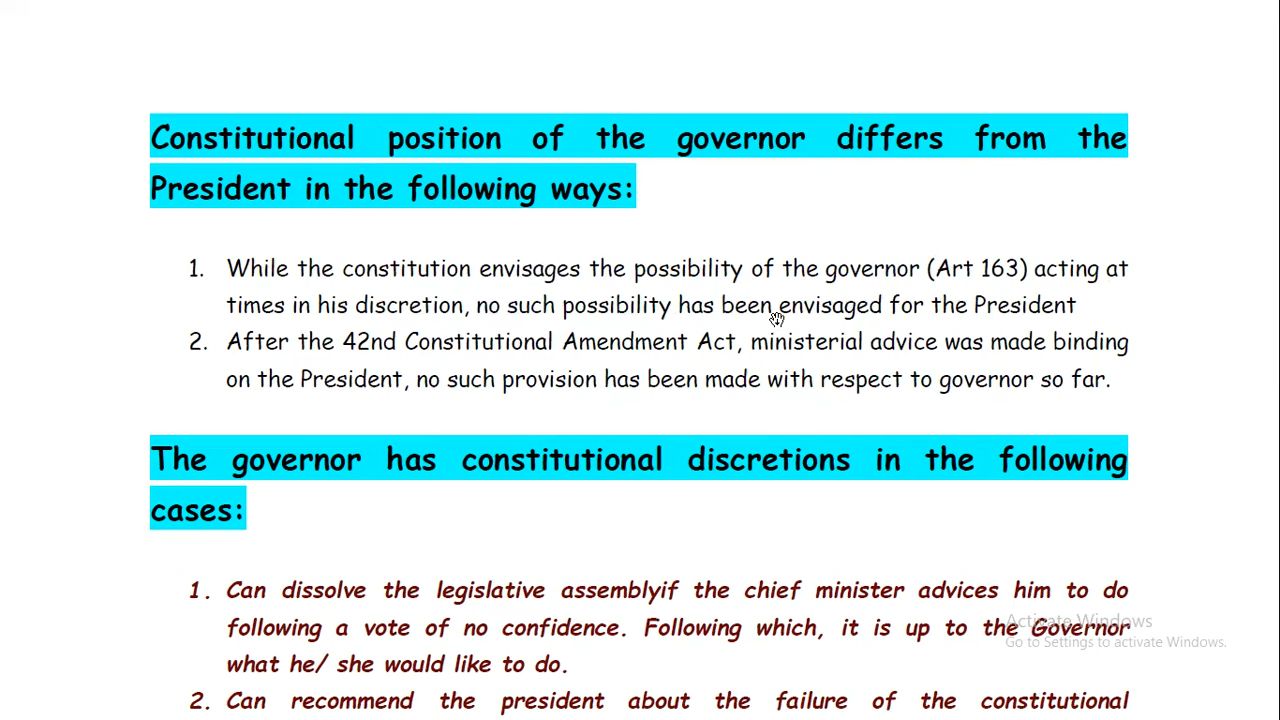 Constitutional position of the governor differs from the
President in the following ways:
1. While the constitution envisages the possibility of the governor (Art 163) acting at
times in his discretion, no such possibility has been envisaged for the President
2. After the 42nd Constitutional Amendment Act, ministerial advice was made binding
on the President, no such provision has been made with respect to governor so far.
The governor has constitutional discretions in the following
cases:
1. Can dissolve the legislative assemblyif the chief minister advices him to do
following a vote of no confidence. Following which, it is up to the Governor
what he/ she would like to do.
2. Can recommend the president about the failure of the constitutional
Activate Windows
Go to Settings to activate Windows.